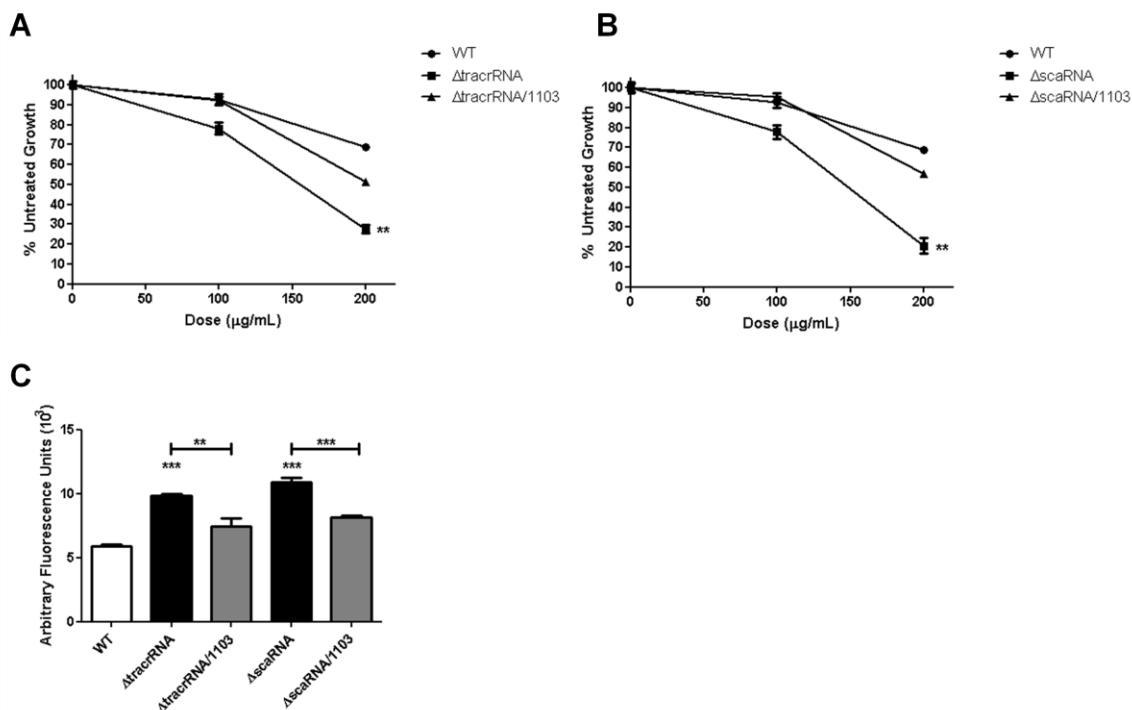 A
WT
ΔtracrRNA
ΔtracrRNA/1103
100
90
80
70
60
50
40
30
20
10
0
**
0 50 100 150 200
Dose (μg/mL)
% Untreated Growth
B
WT
ΔscaRNA
ΔscaRNA/1103
100
90
80
70
60
50
40
30
20
10
0
**
0 50 100 150 200
Dose (μg/mL)
% Untreated Growth
C
Arbitrary Fluorescence Units (10³)
15
10
5
0
** ***
*** ***
WT
ΔtracrRNA
ΔtracrRNA/1103
ΔscaRNA
ΔscaRNA/1103